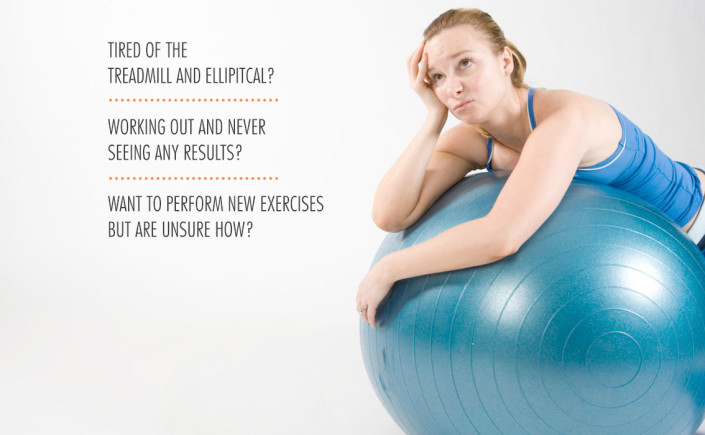 TIRED OF THE
TREADMILL AND ELLIPITCAL?
WORKING OUT AND NEVER
SEEING ANY RESULTS?
WANT TO PERFORM NEW EXERCISES
BUT ARE UNSURE HOW?